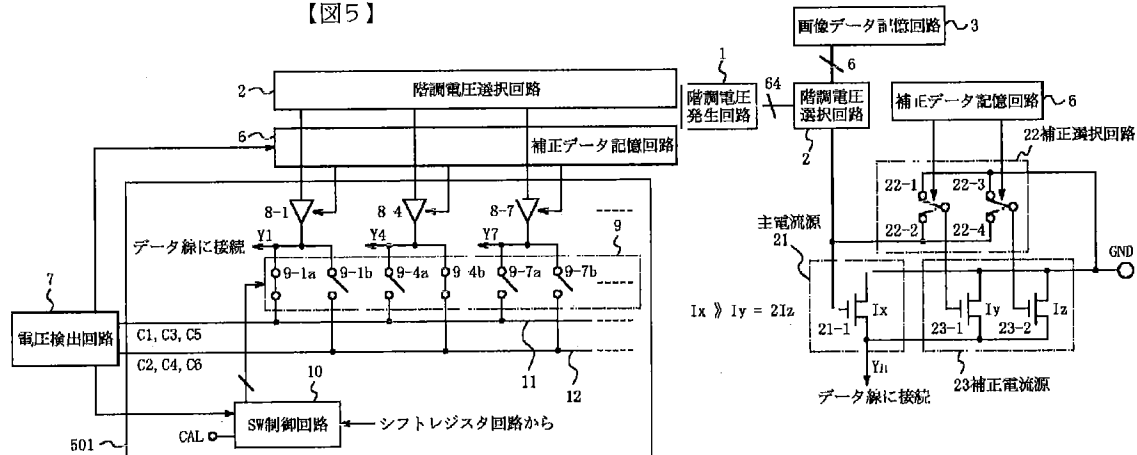 【図5】
画像データ記憶回路
3
6
1
64
階調電圧
発生回路
階調電圧
選択回路
2
補正データ記憶回路
6
22補正選択回路
22-1
22-3
22-2
22-4
GND
主電流源
21
Ix
21-1
Iy
23-1
Iz
23-2
Ix 》 Iy = 2Iz
Yn
データ線に接続
23補正電流源
2
階調電圧選択回路
6
補正データ記憶回路
8-1
8 4
8-7
Y1
Y4
Y7
データ線に接続
9
9-1a
9-1b
9-4a
9 4b
9-7a
9-7b
7
電圧検出回路
C1, C3, C5
C2, C4, C6
11
12
10
SW制御回路
シフトレジスタ回路から
CAL
501